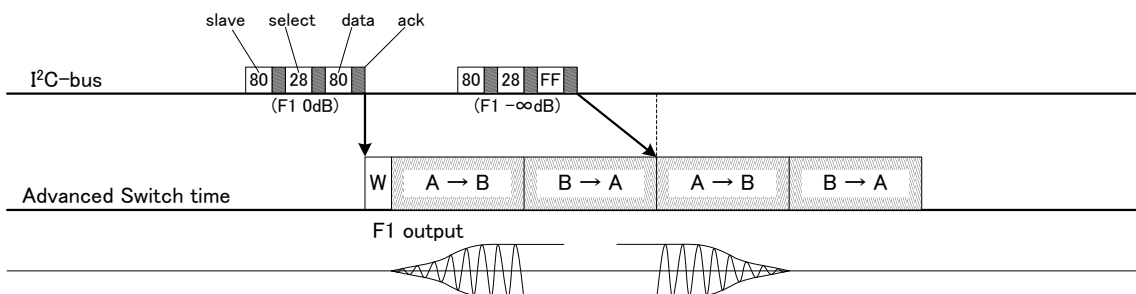 slave select data ack
I²C-bus
80 28 80 80 28 FF
(F1 0dB) (F1 −∞dB)
W A → B B → A A → B B → A
Advanced Switch time
F1 output